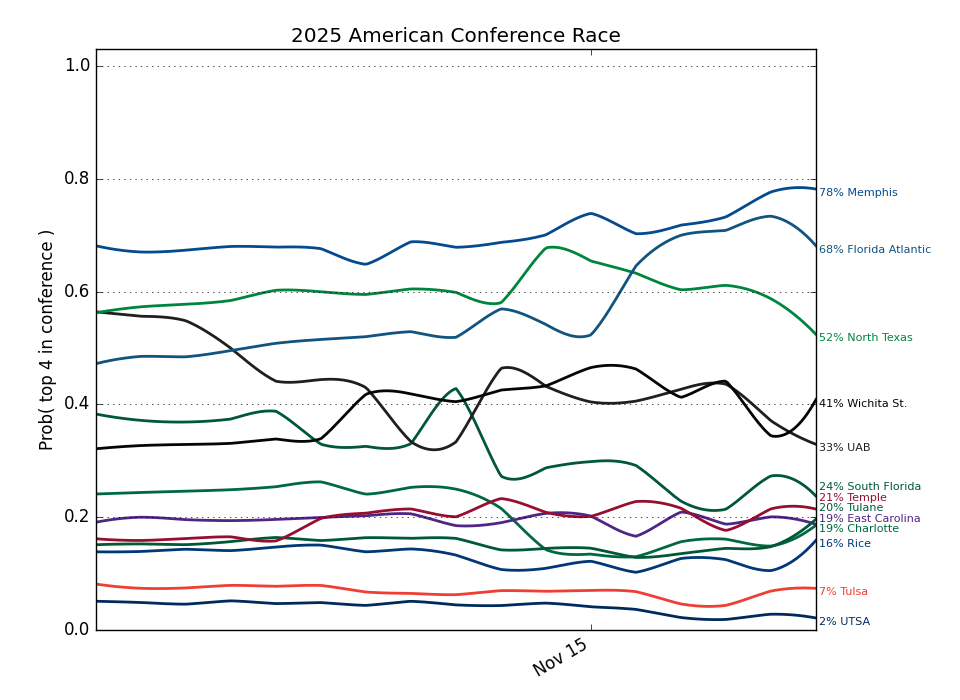 2025 American Conference Race
1.0
0.8
0.6
0.4
0.2
0.0
Prob( top 4 in conference )
Nov 15
78% Memphis
68% Florida Atlantic
52% North Texas
41% Wichita St.
33% UAB
24% South Florida
21% Temple
20% Tulane
19% East Carolina
19% Charlotte
16% Rice
7% Tulsa
2% UTSA